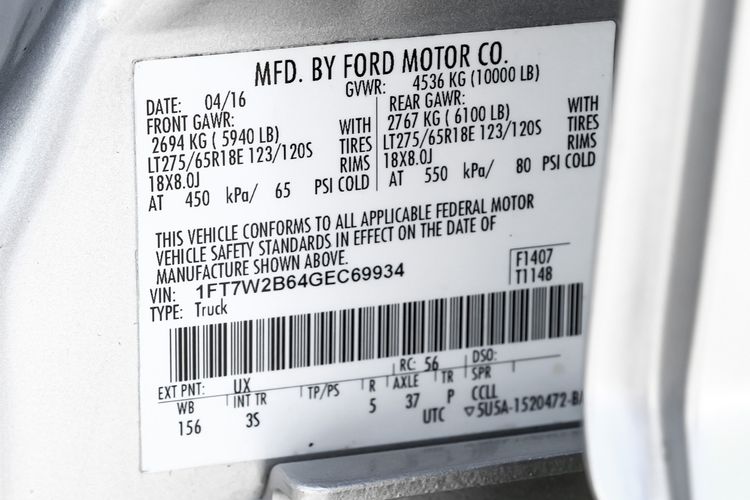 MFD. BY FORD MOTOR CO.
DATE: 04/16 GVWR: 4536 KG (10000 LB)
FRONT GAWR: REAR GAWR:
2694 KG ( 5940 LB) WITH 2767 KG ( 6100 LB) WITH
LT275/65R18E 123/120S TIRES LT275/65R18E 123/120S TIRES
18X8.0J RIMS 18X8.0J RIMS
AT 450 kPa/ 65 PSI COLD AT 550 kPa/ 80 PSI COLD
THIS VEHICLE CONFORMS TO ALL APPLICABLE FEDERAL MOTOR
VEHICLE SAFETY STANDARDS IN EFFECT ON THE DATE OF
MANUFACTURE SHOWN ABOVE.
VIN: 1FT7W2B64GEC69934 F1407
TYPE: Truck T1148
EXT PNT: UX RC: 56 DSO:
WB INT TR TP/PS R AXLE TR SPR
156 3S 5 37 P CCLL
UTC ▽5U5A-1520472-BA